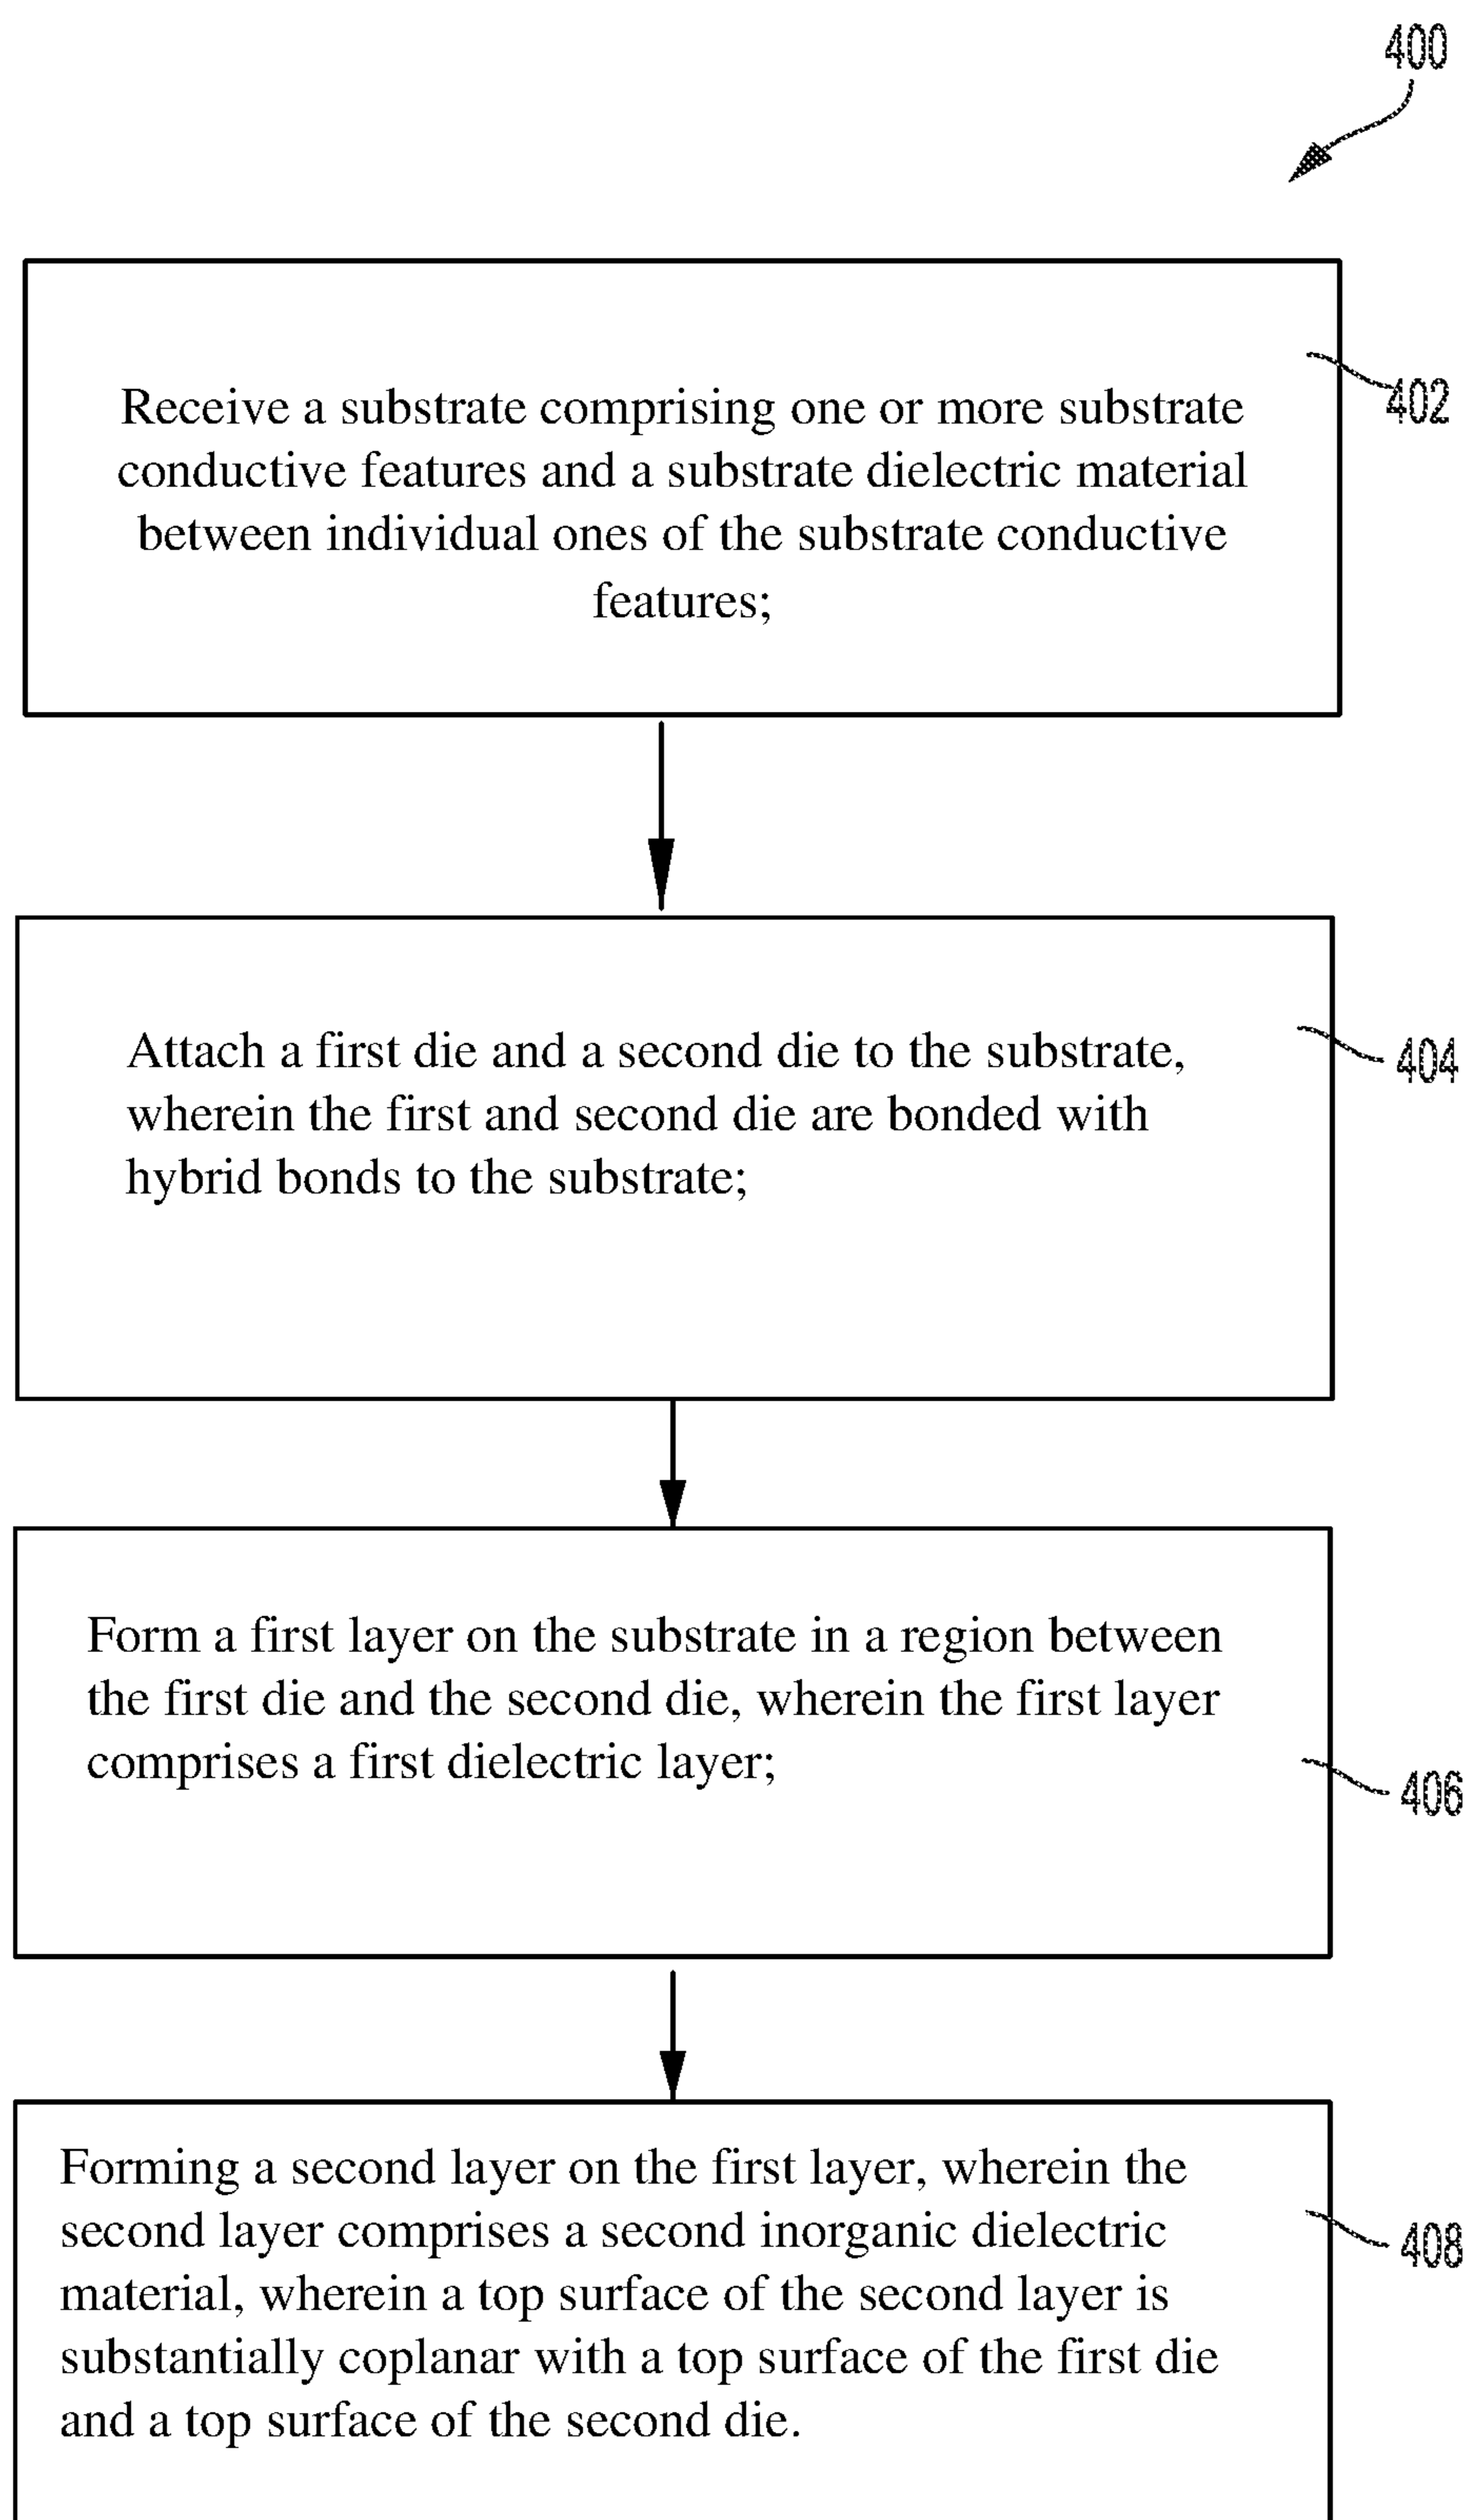 400
Receive a substrate comprising one or more substrate
conductive features and a substrate dielectric material
between individual ones of the substrate conductive
features;
402
Attach a first die and a second die to the substrate,
wherein the first and second die are bonded with
hybrid bonds to the substrate;
404
Form a first layer on the substrate in a region between
the first die and the second die, wherein the first layer
comprises a first dielectric layer;
406
Forming a second layer on the first layer, wherein the
second layer comprises a second inorganic dielectric
material, wherein a top surface of the second layer is
substantially coplanar with a top surface of the first die
and a top surface of the second die.
408